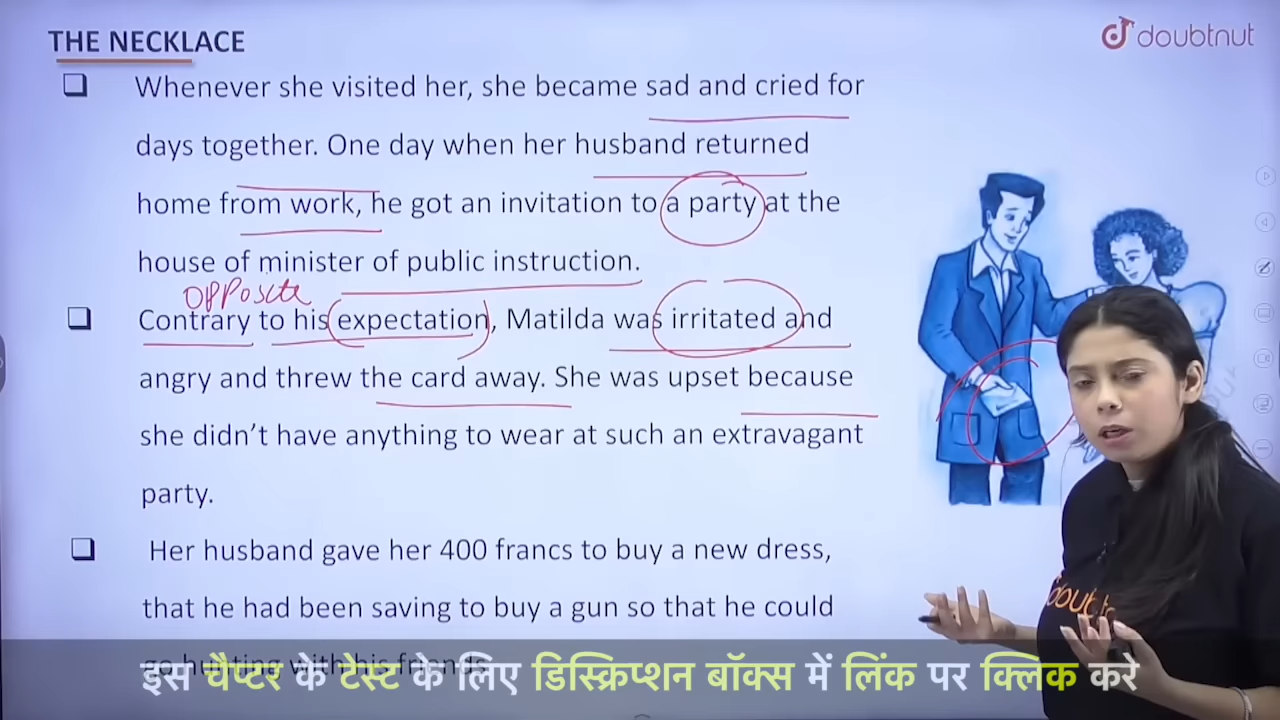 THE NECKLACE
doubtnut
❑ Whenever she visited her, she became sad and cried for
days together. One day when her husband returned
home from work, he got an invitation to a party at the
house of minister of public instruction.
opposite
❑ Contrary to his expectation, Matilda was irritated and
angry and threw the card away. She was upset because
she didn't have anything to wear at such an extravagant
party.
❑ Her husband gave her 400 francs to buy a new dress,
that he had been saving to buy a gun so that he could
go hunting with his friends
इस चैप्टर के टेस्ट के लिए डिस्क्रिप्शन बॉक्स में लिंक पर क्लिक करे